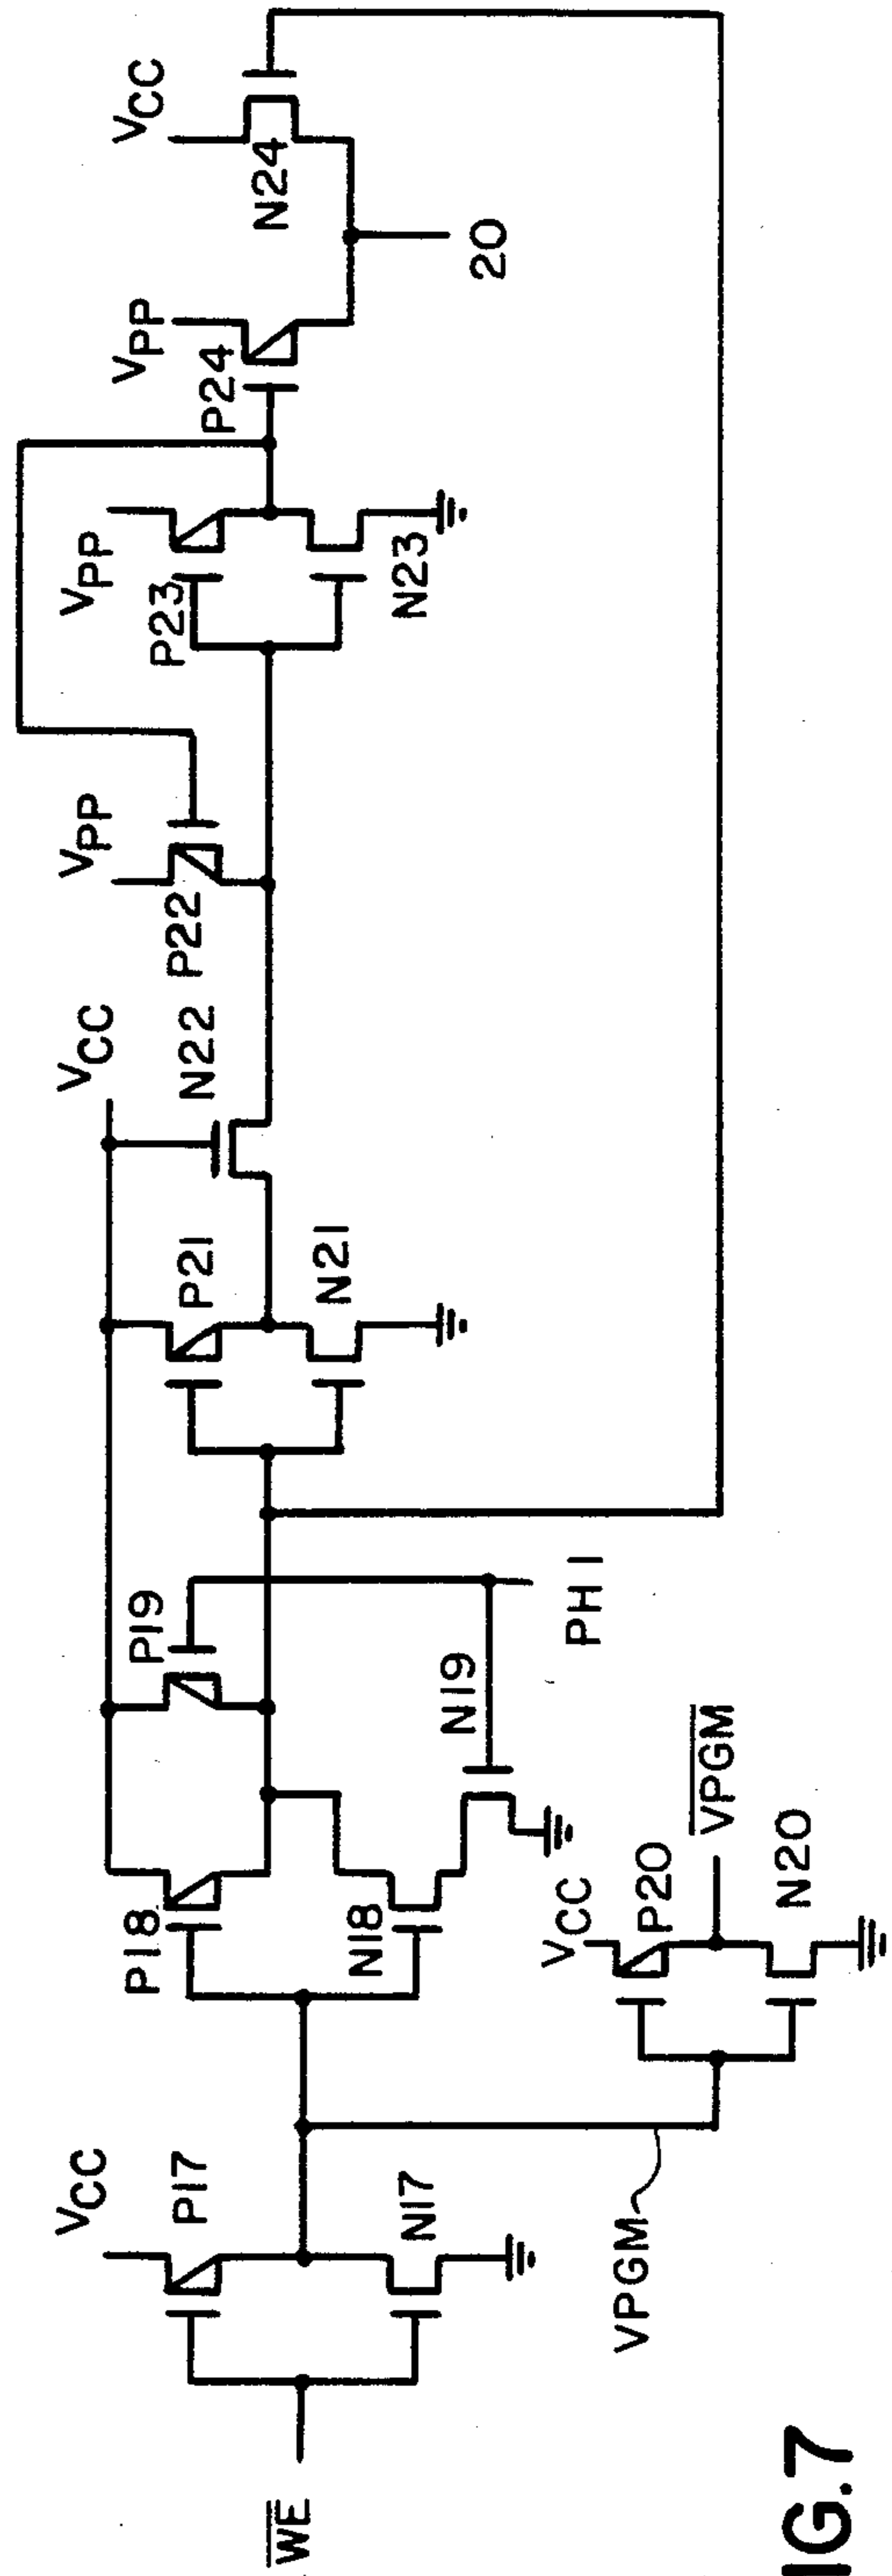 WE
VCC
P17
N17
VPGM
P18
N18
VCC
P20
N20
VPGM
P19
N19
PH1
P21
N21
VCC
N22
VPP
P22
VPP
P23
N23
VPP
P24
20
VCC
N24
IG.7